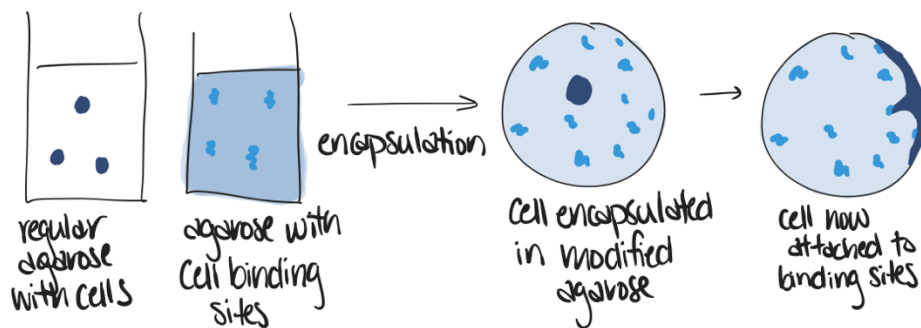 regular
agarose
with cells
agarose with
cell binding
sites
encapsulation
cell encapsulated
in modified
agarose
cell now
attached to
binding sites